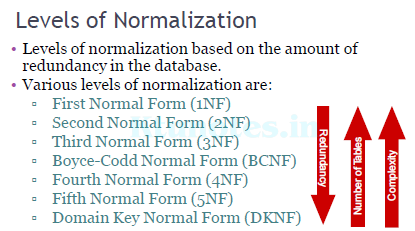 Levels of Normalization
• Levels of normalization based on the amount of
redundancy in the database.
• Various levels of normalization are:
▫ First Normal Form (1NF)
▫ Second Normal Form (2NF)
▫ Third Normal Form (3NF)
▫ Boyce-Codd Normal Form (BCNF)
▫ Fourth Normal Form (4NF)
▫ Fifth Normal Form (5NF)
▫ Domain Key Normal Form (DKNF)
Redundancy
Number of Tables
Complexity